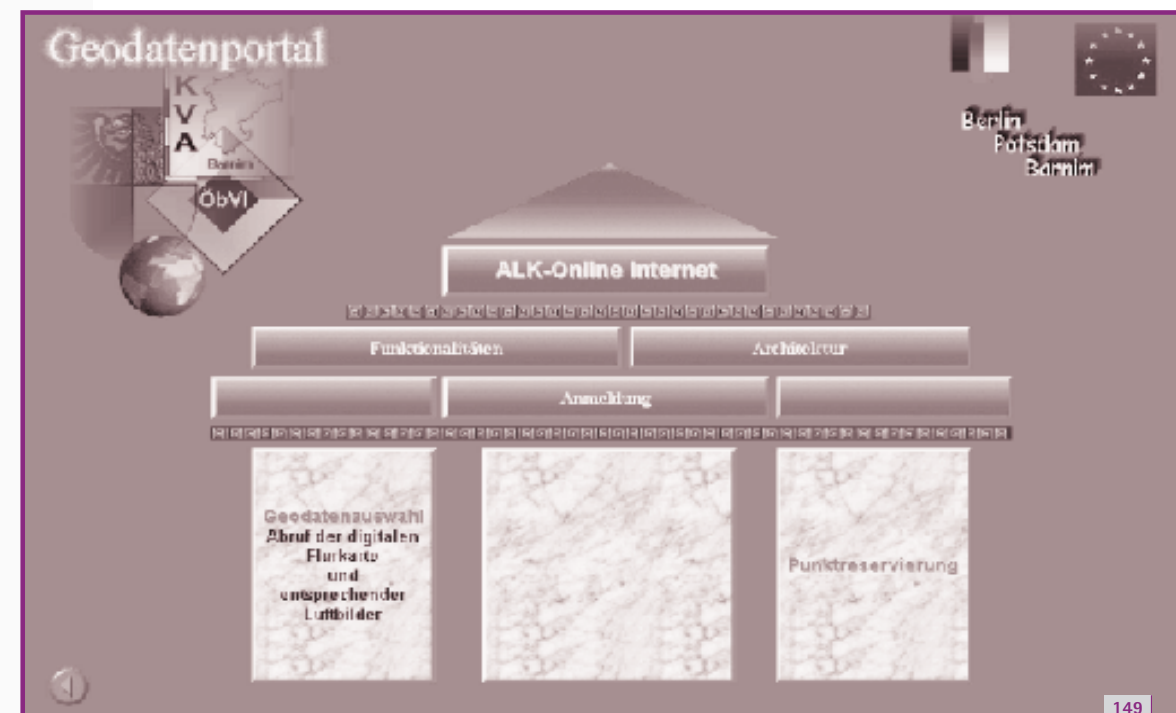 Geodatenportal
K
V
A
Barnim
ÖbVI
Berlin
Potsdam
Barnim
ALK-Online Internet
Funktionalitäten
Architektur
Anmeldung
Geodatenauswahl
Abruf der digitalen
Flurkarte
und
entsprechender
Luftbilder
Punktreservierung
149